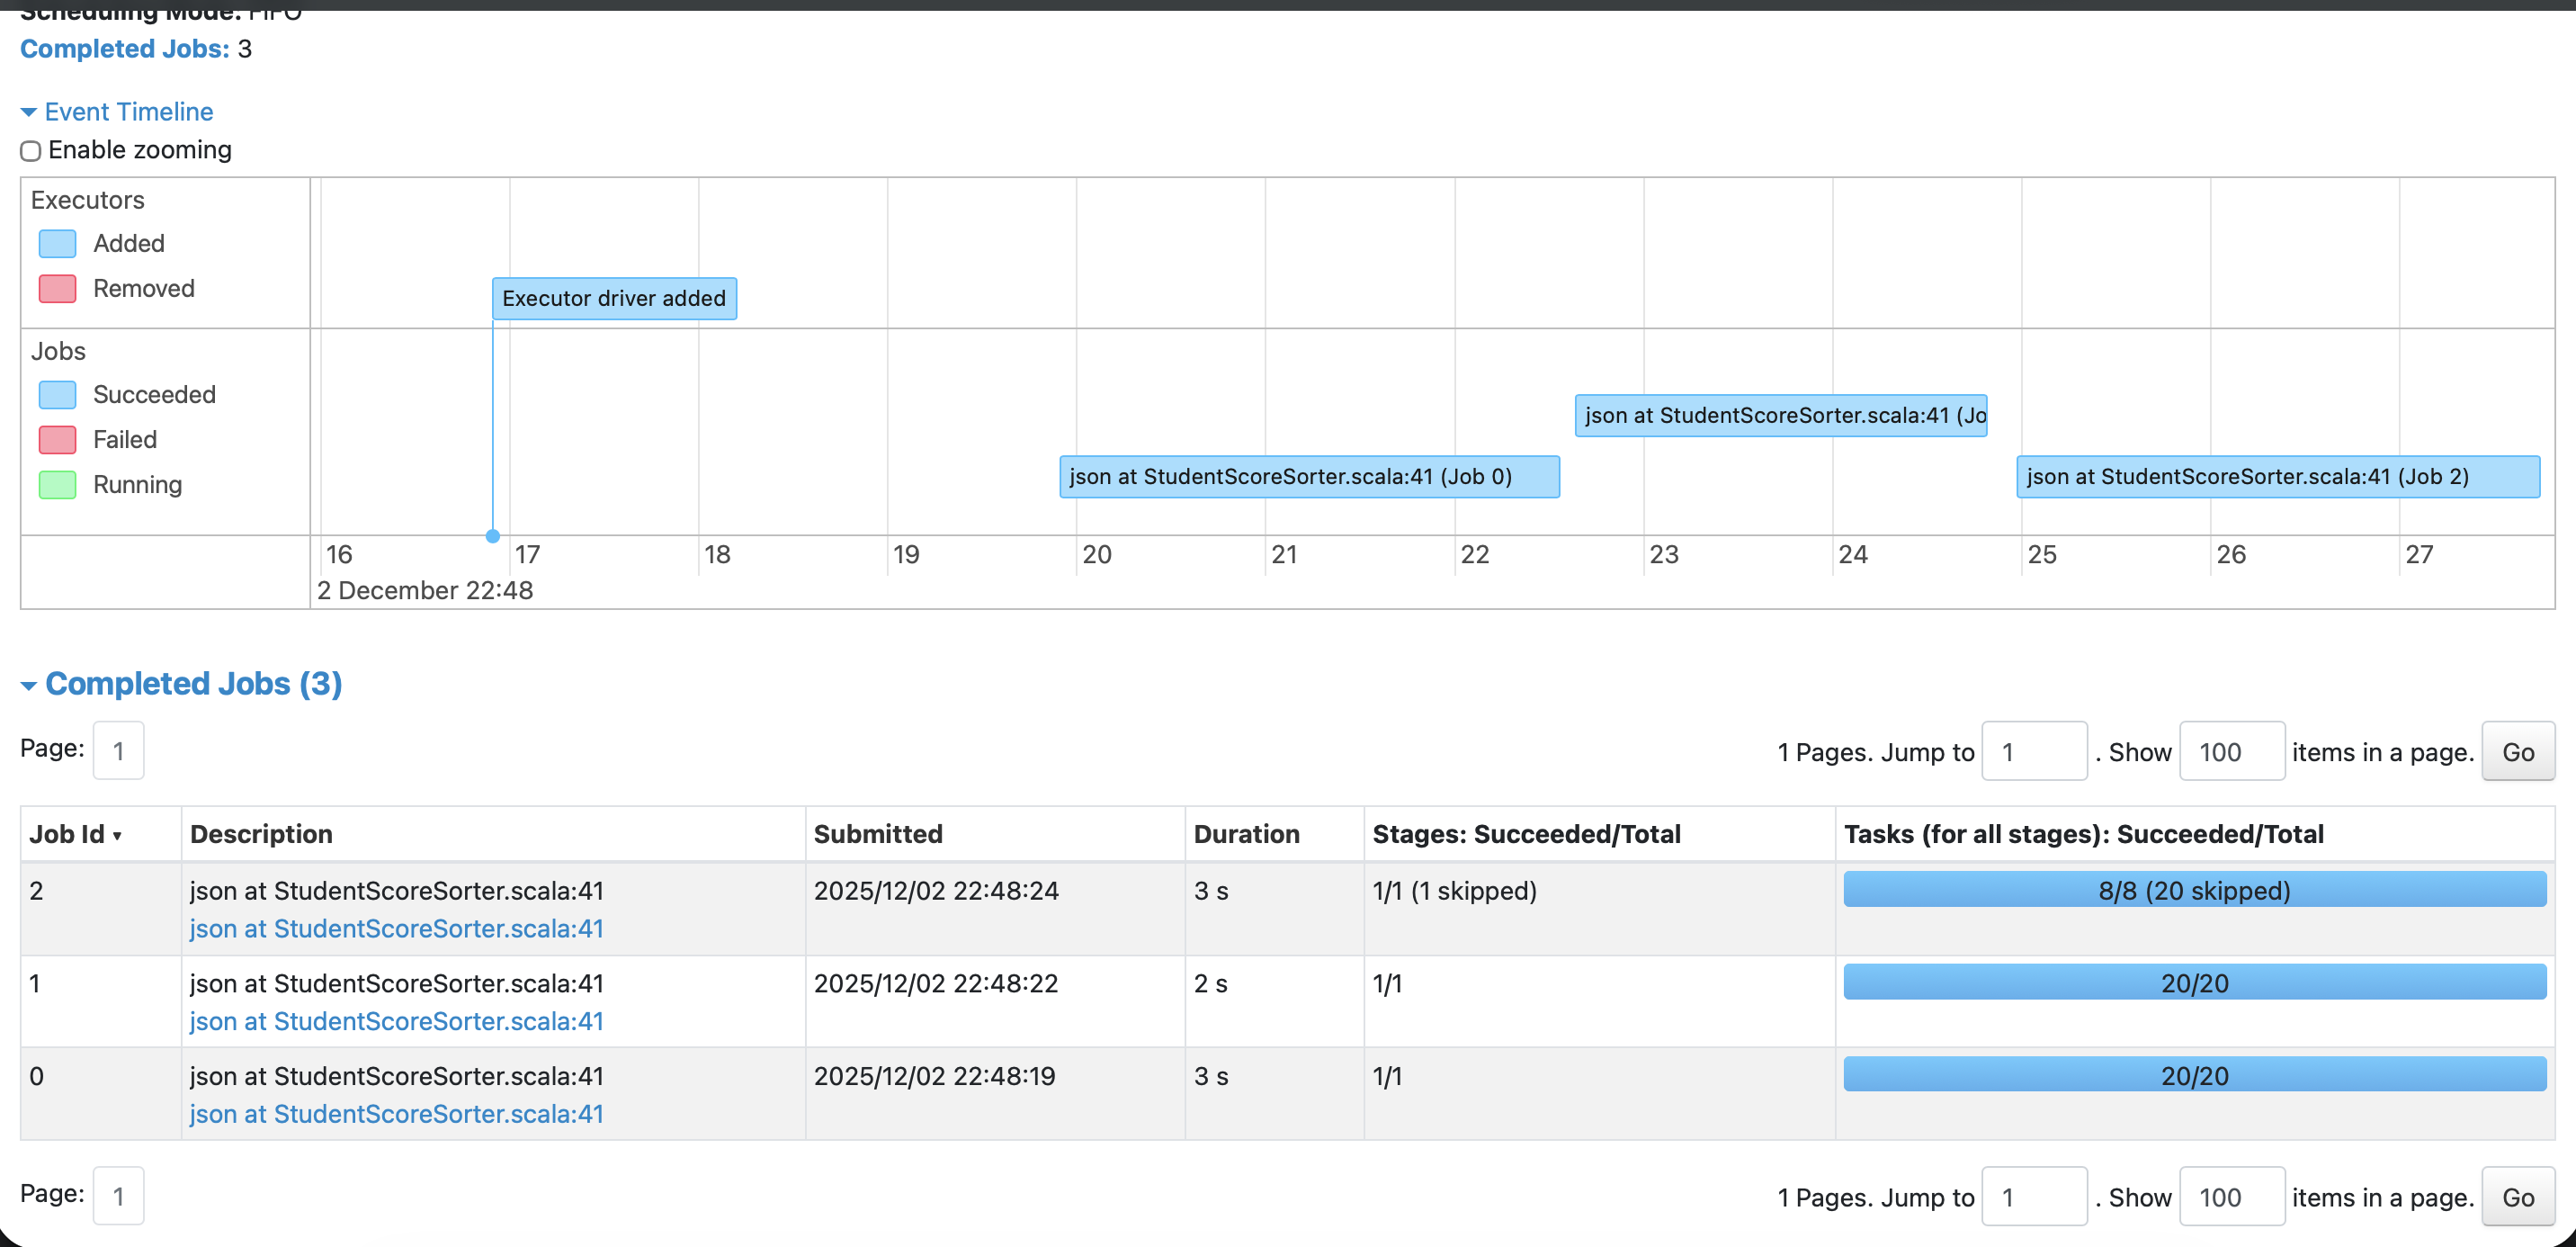 Scheduling Mode: FIFO
Completed Jobs: 3
Event Timeline
Enable zooming
Executors
Added
Removed
Executor driver added
Jobs
Succeeded
Failed
Running
json at StudentScoreSorter.scala:41 (Jo
json at StudentScoreSorter.scala:41 (Job 0)
json at StudentScoreSorter.scala:41 (Job 2)
16 17 18 19 20 21 22 23 24 25 26 27
2 December 22:48
Completed Jobs (3)
Page: 1
1 Pages. Jump to 1 . Show 100 items in a page. Go
Job Id ▾ Description Submitted Duration Stages: Succeeded/Total Tasks (for all stages): Succeeded/Total
2 json at StudentScoreSorter.scala:41 2025/12/02 22:48:24 3 s 1/1 (1 skipped) 8/8 (20 skipped)
json at StudentScoreSorter.scala:41
1 json at StudentScoreSorter.scala:41 2025/12/02 22:48:22 2 s 1/1 20/20
json at StudentScoreSorter.scala:41
0 json at StudentScoreSorter.scala:41 2025/12/02 22:48:19 3 s 1/1 20/20
json at StudentScoreSorter.scala:41
Page: 1
1 Pages. Jump to 1 . Show 100 items in a page. Go